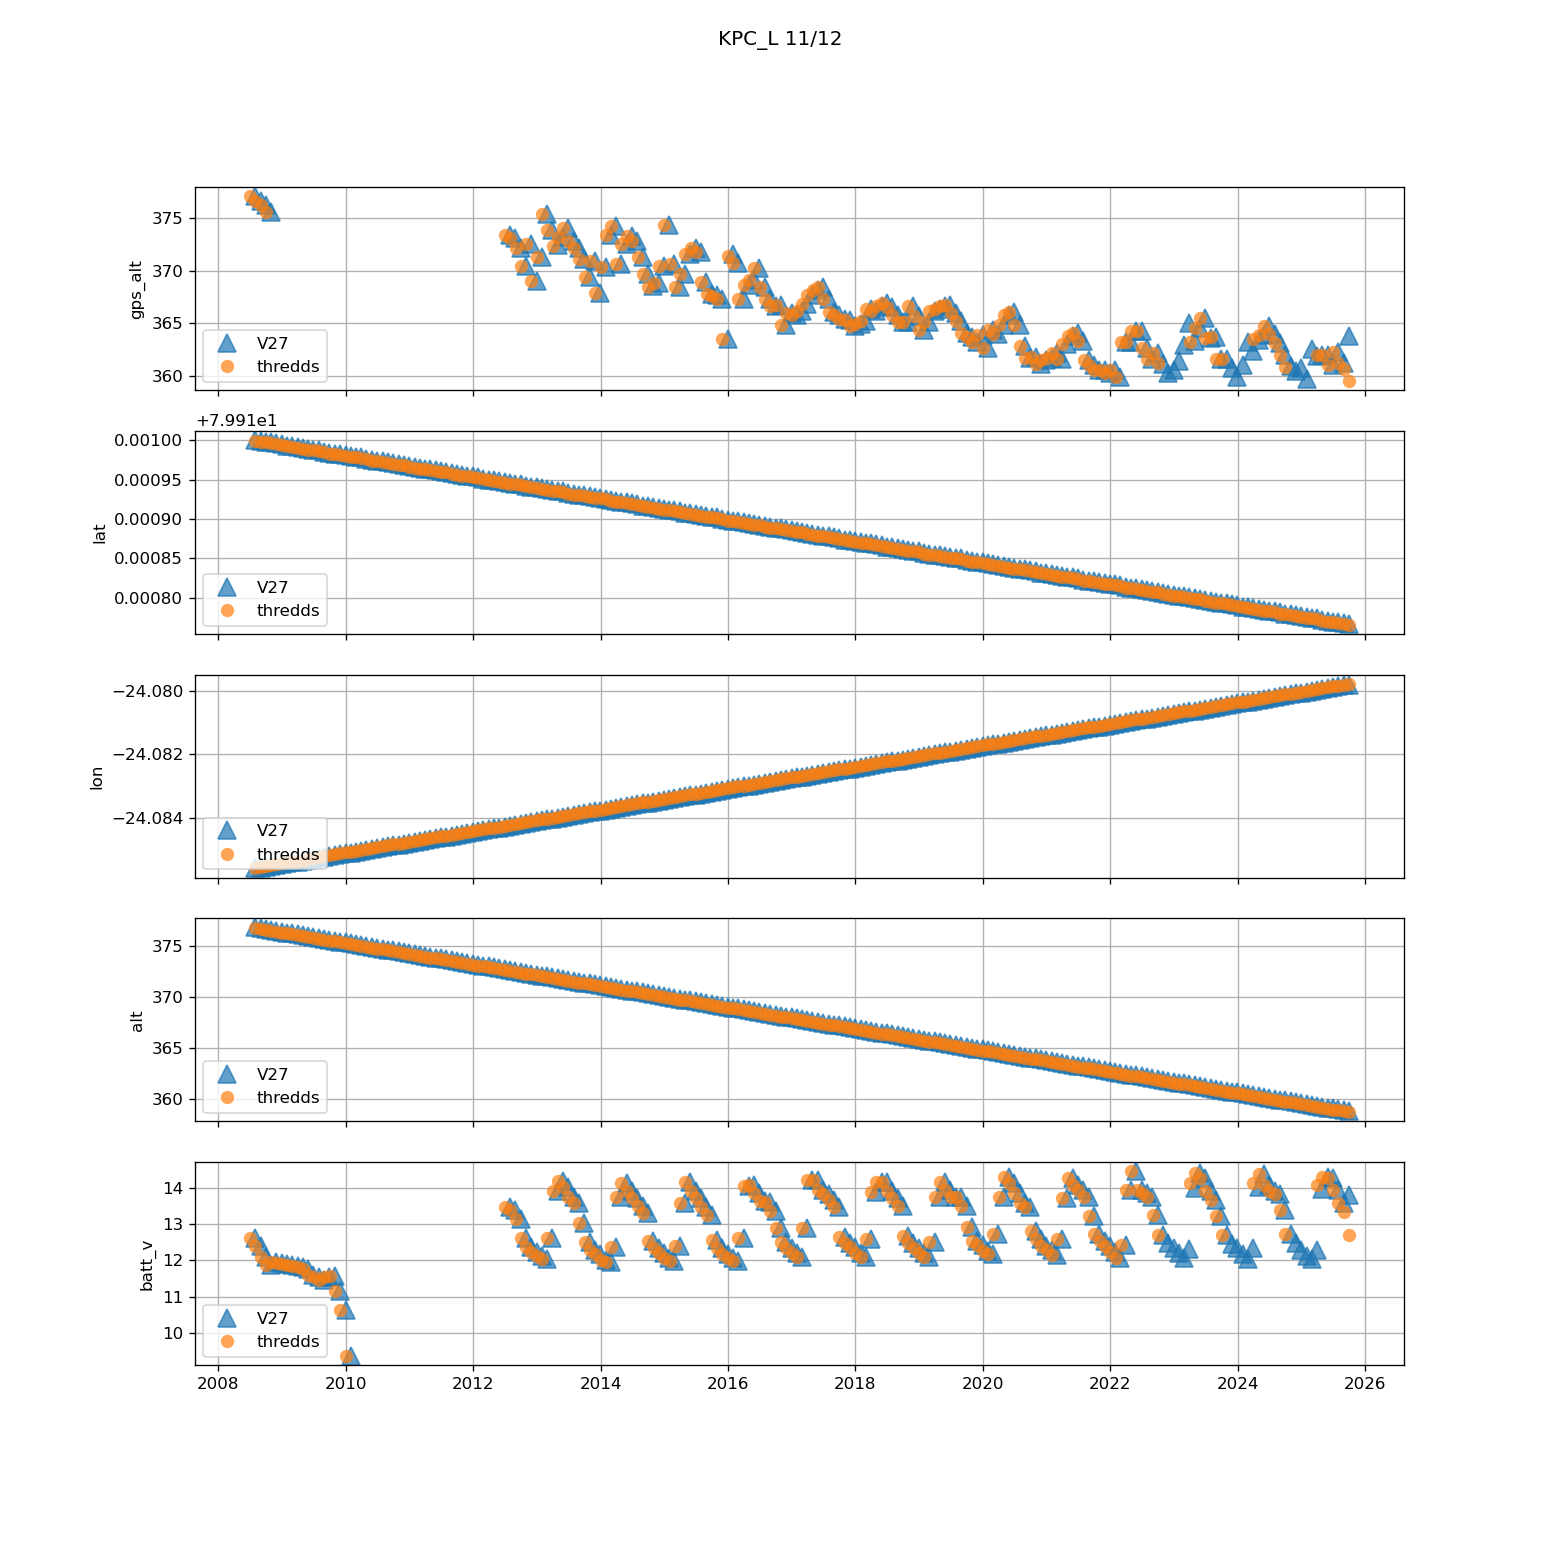 KPC_L 11/12
375
370
365
360
gps_alt
V27
thredds
+7.991e1
0.00100
0.00095
0.00090
0.00085
0.00080
lat
V27
thredds
−24.080
−24.082
−24.084
lon
V27
thredds
375
370
365
360
alt
V27
thredds
14
13
12
11
10
batt_v
V27
thredds
2008 2010 2012 2014 2016 2018 2020 2022 2024 2026